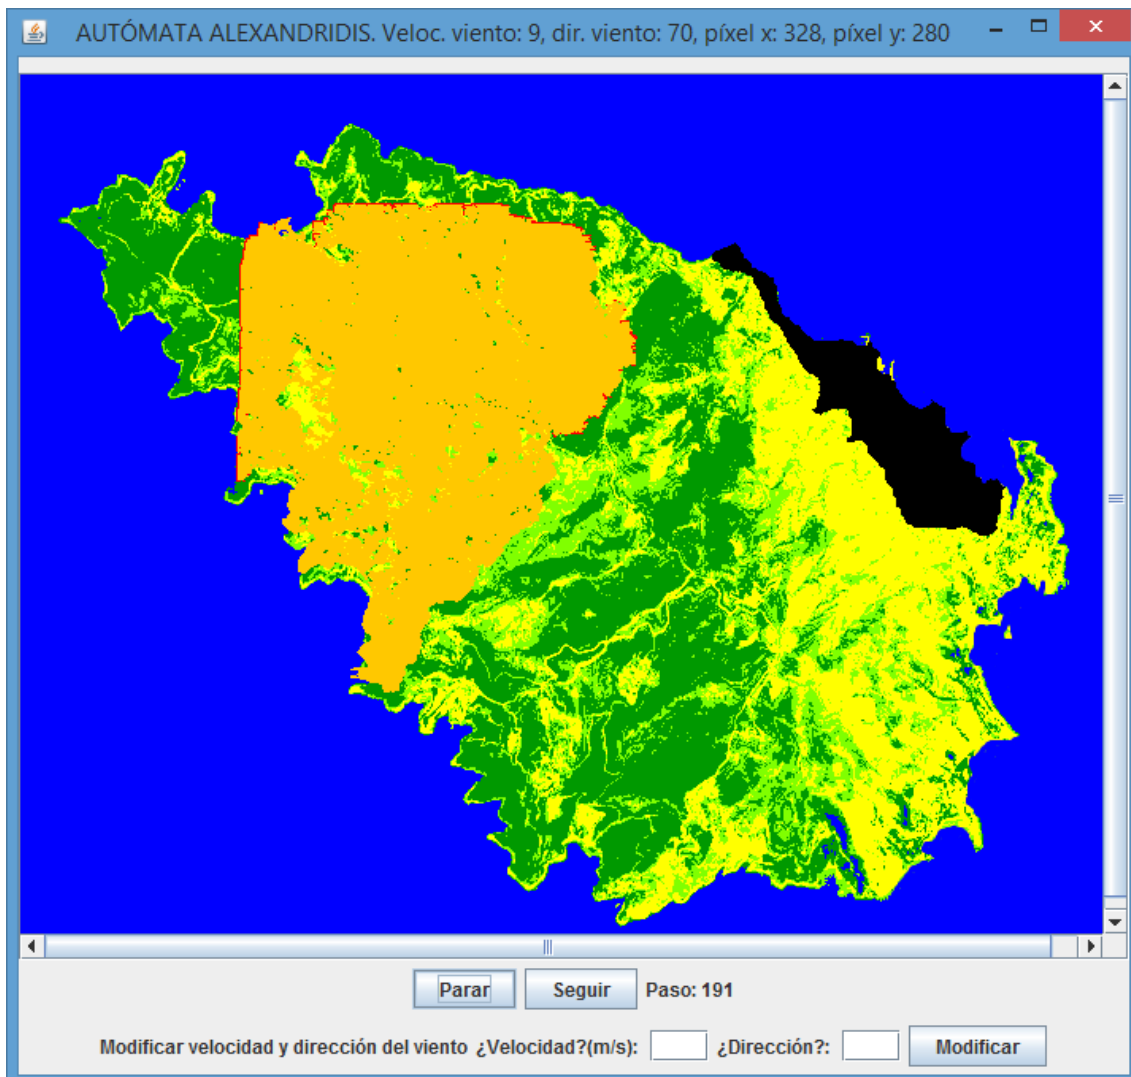 AUTÓMATA ALEXANDRIDIS. Veloc. viento: 9, dir. viento: 70, píxel x: 328, píxel y: 280
Parar Seguir Paso: 191
Modificar velocidad y dirección del viento ¿Velocidad?(m/s): ¿Dirección?: Modificar